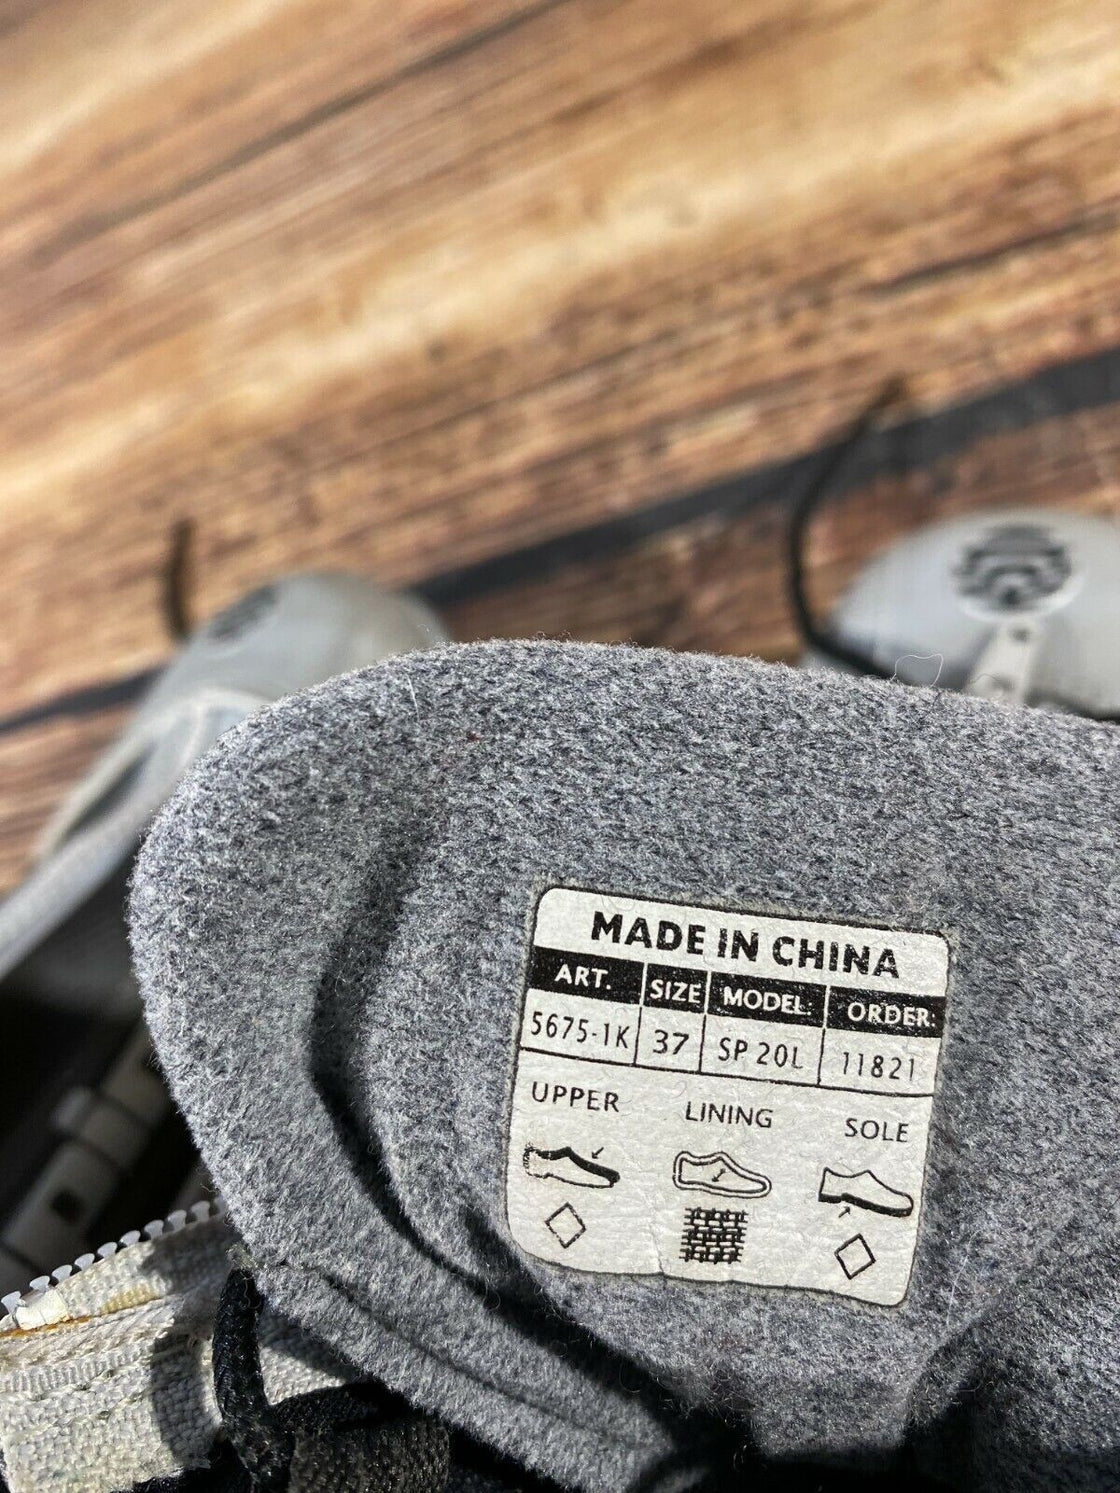 MADE IN CHINA
ART. SIZE MODEL: ORDER:
5675-1K 37 SP 20L 11821
UPPER LINING SOLE